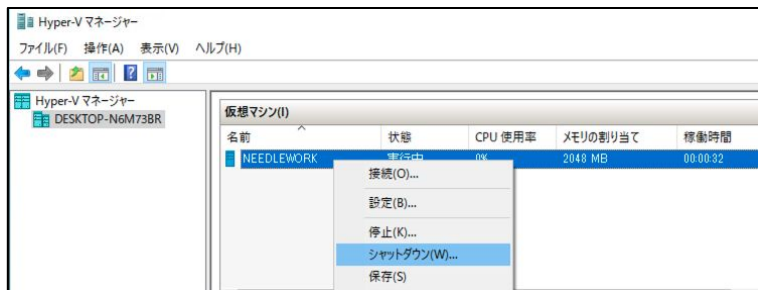 Hyper-V マネージャー
ファイル(F) 操作(A) 表示(V) ヘルプ(H)
Hyper-V マネージャー
DESKTOP-N6M73BR
仮想マシン(I)
名前 状態 CPU 使用率 メモリの割り当て 稼働時間
NEEDLEWORK 実行中 0% 2048 MB 00:00:32
接続(O)...
設定(B)...
停止(K)...
シャットダウン(W)...
保存(S)